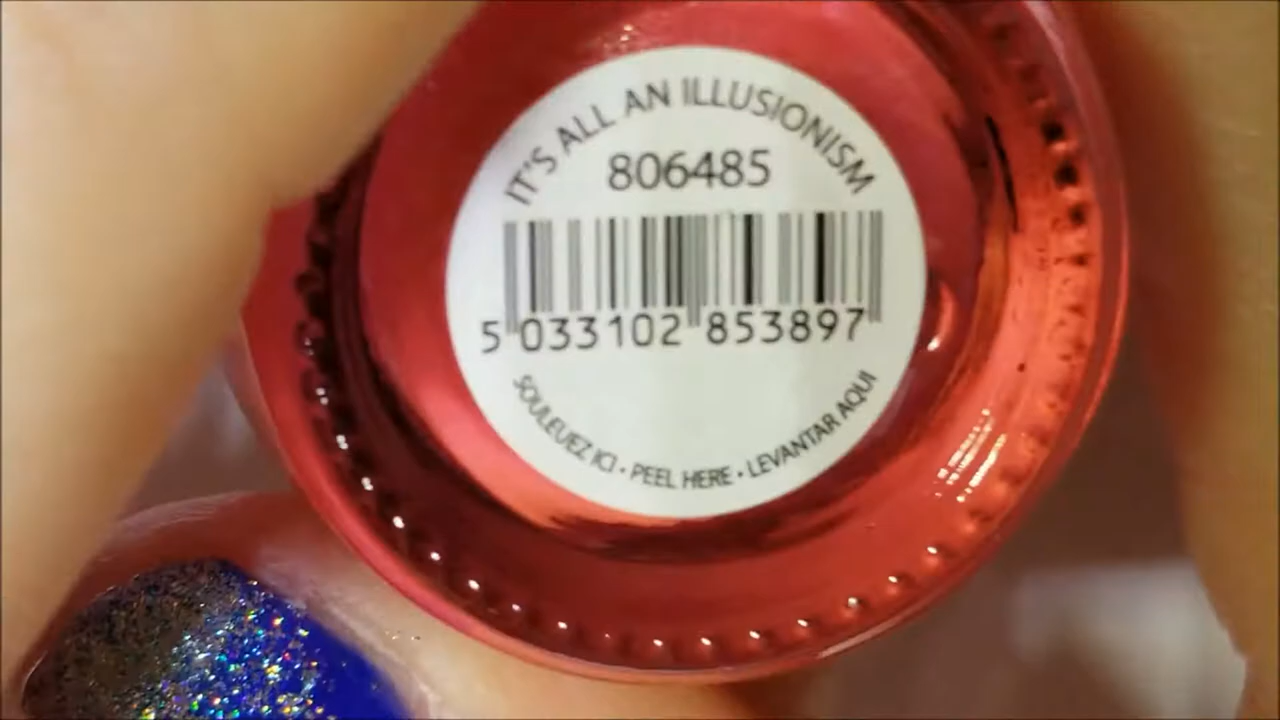 IT'S ALL AN ILLUSIONISM
806485
5 033102 853897
SOULEVEZ ICI • PEEL HERE • LEVANTAR AQUI